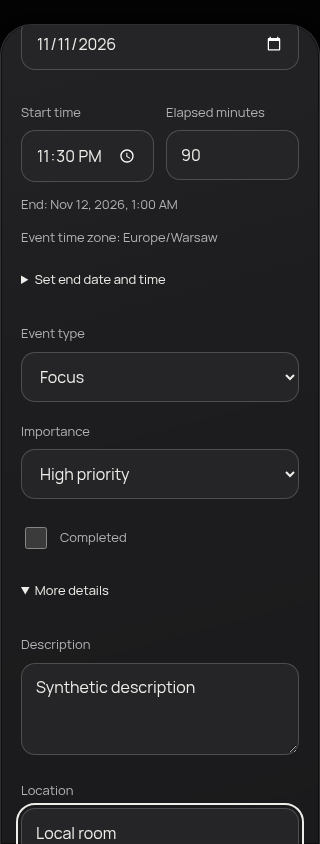 11/11/2026
Start time
Elapsed minutes
11:30 PM
90
End: Nov 12, 2026, 1:00 AM
Event time zone: Europe/Warsaw
Set end date and time
Event type
Focus
Importance
High priority
Completed
More details
Description
Synthetic description
Location
Local room